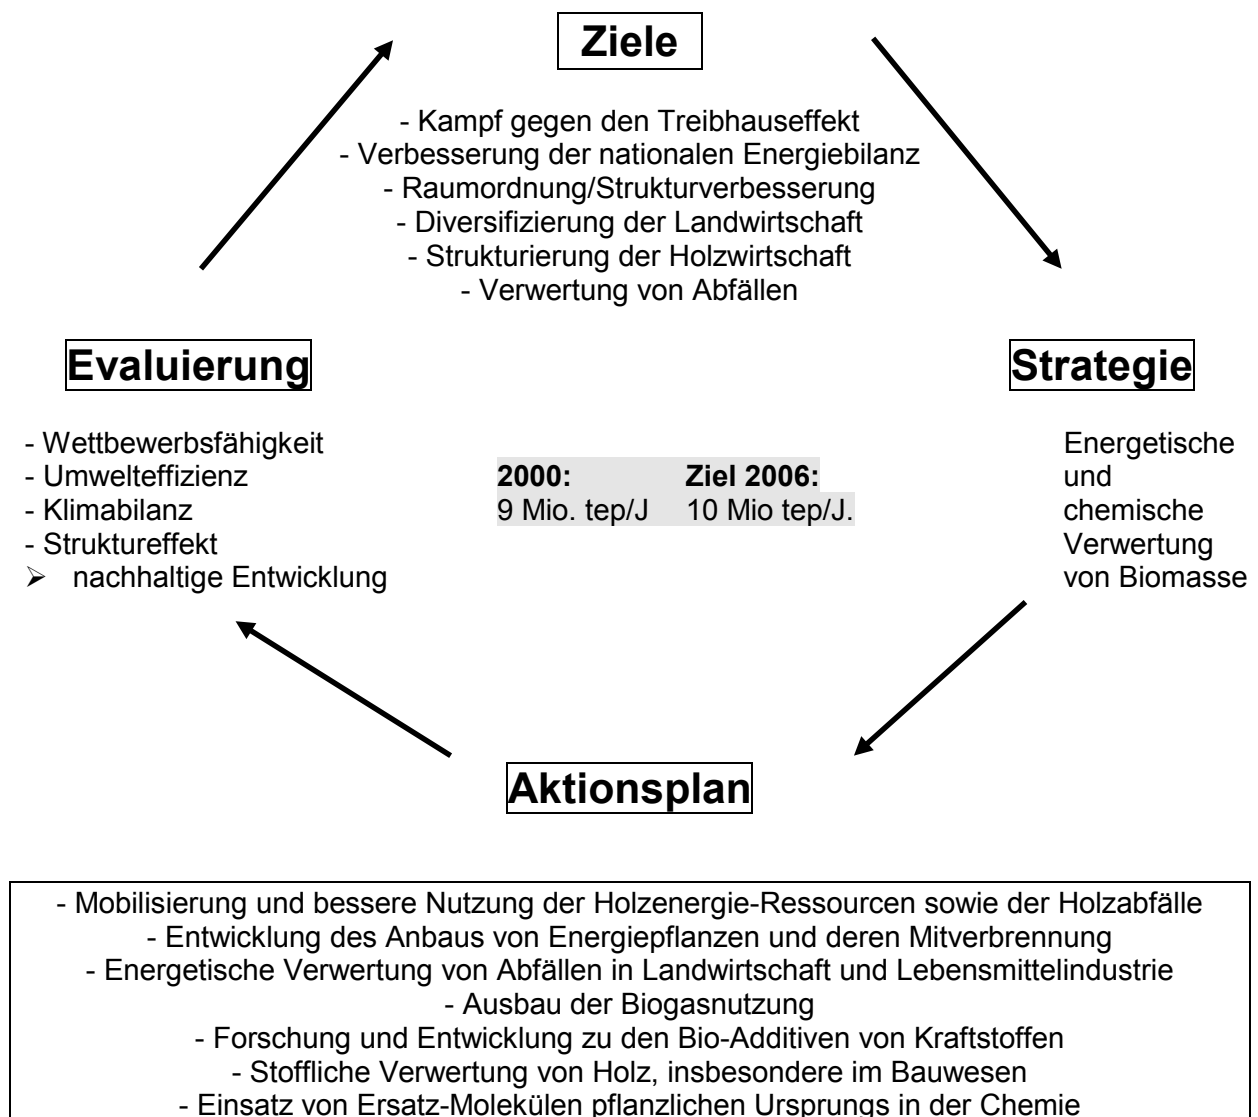 Ziele
- Kampf gegen den Treibhauseffekt
- Verbesserung der nationalen Energiebilanz
- Raumordnung/Strukturverbesserung
- Diversifizierung der Landwirtschaft
- Strukturierung der Holzwirtschaft
- Verwertung von Abfällen
Evaluierung
- Wettbewerbsfähigkeit
- Umwelteffizienz
- Klimabilanz
- Struktureffekt
➢ nachhaltige Entwicklung
2000: Ziel 2006:
9 Mio. tep/J 10 Mio tep/J.
Strategie
Energetische
und
chemische
Verwertung
von Biomasse
Aktionsplan
- Mobilisierung und bessere Nutzung der Holzenergie-Ressourcen sowie der Holzabfälle
- Entwicklung des Anbaus von Energiepflanzen und deren Mitverbrennung
- Energetische Verwertung von Abfällen in Landwirtschaft und Lebensmittelindustrie
- Ausbau der Biogasnutzung
- Forschung und Entwicklung zu den Bio-Additiven von Kraftstoffen
- Stoffliche Verwertung von Holz, insbesondere im Bauwesen
- Einsatz von Ersatz-Molekülen pflanzlichen Ursprungs in der Chemie